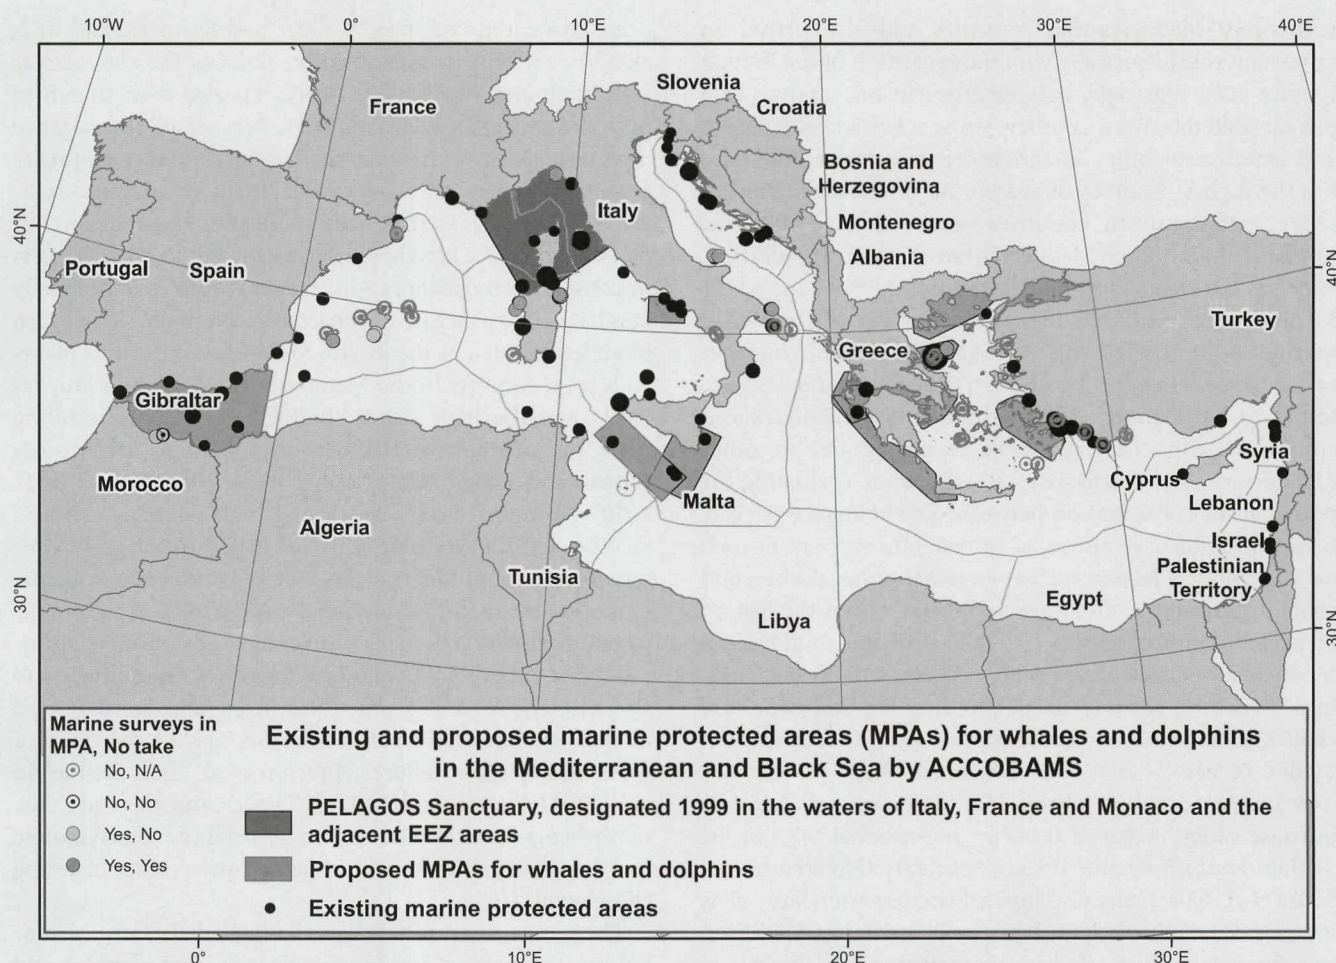 10°W 0° 10°E 20°E 30°E 40°E
Slovenia
France
Croatia
Bosnia and
Herzegovina
Italy
Montenegro
40°N
Albania
Portugal Spain
40°N
Turkey
Greece
Gibraltar
Syria
Cyprus
Morocco
Malta
Lebanon
Algeria
Israel
Palestinian
Territory
Tunisia
30°N
Egypt
Libya
30°N
Marine surveys in
MPA, No take
No, N/A
No, No
Yes, No
Yes, Yes
Existing and proposed marine protected areas (MPAs) for whales and dolphins
in the Mediterranean and Black Sea by ACCOBAMS
PELAGOS Sanctuary, designated 1999 in the waters of Italy, France and Monaco and the
adjacent EEZ areas
Proposed MPAs for whales and dolphins
Existing marine protected areas
0° 10°E 20°E 30°E